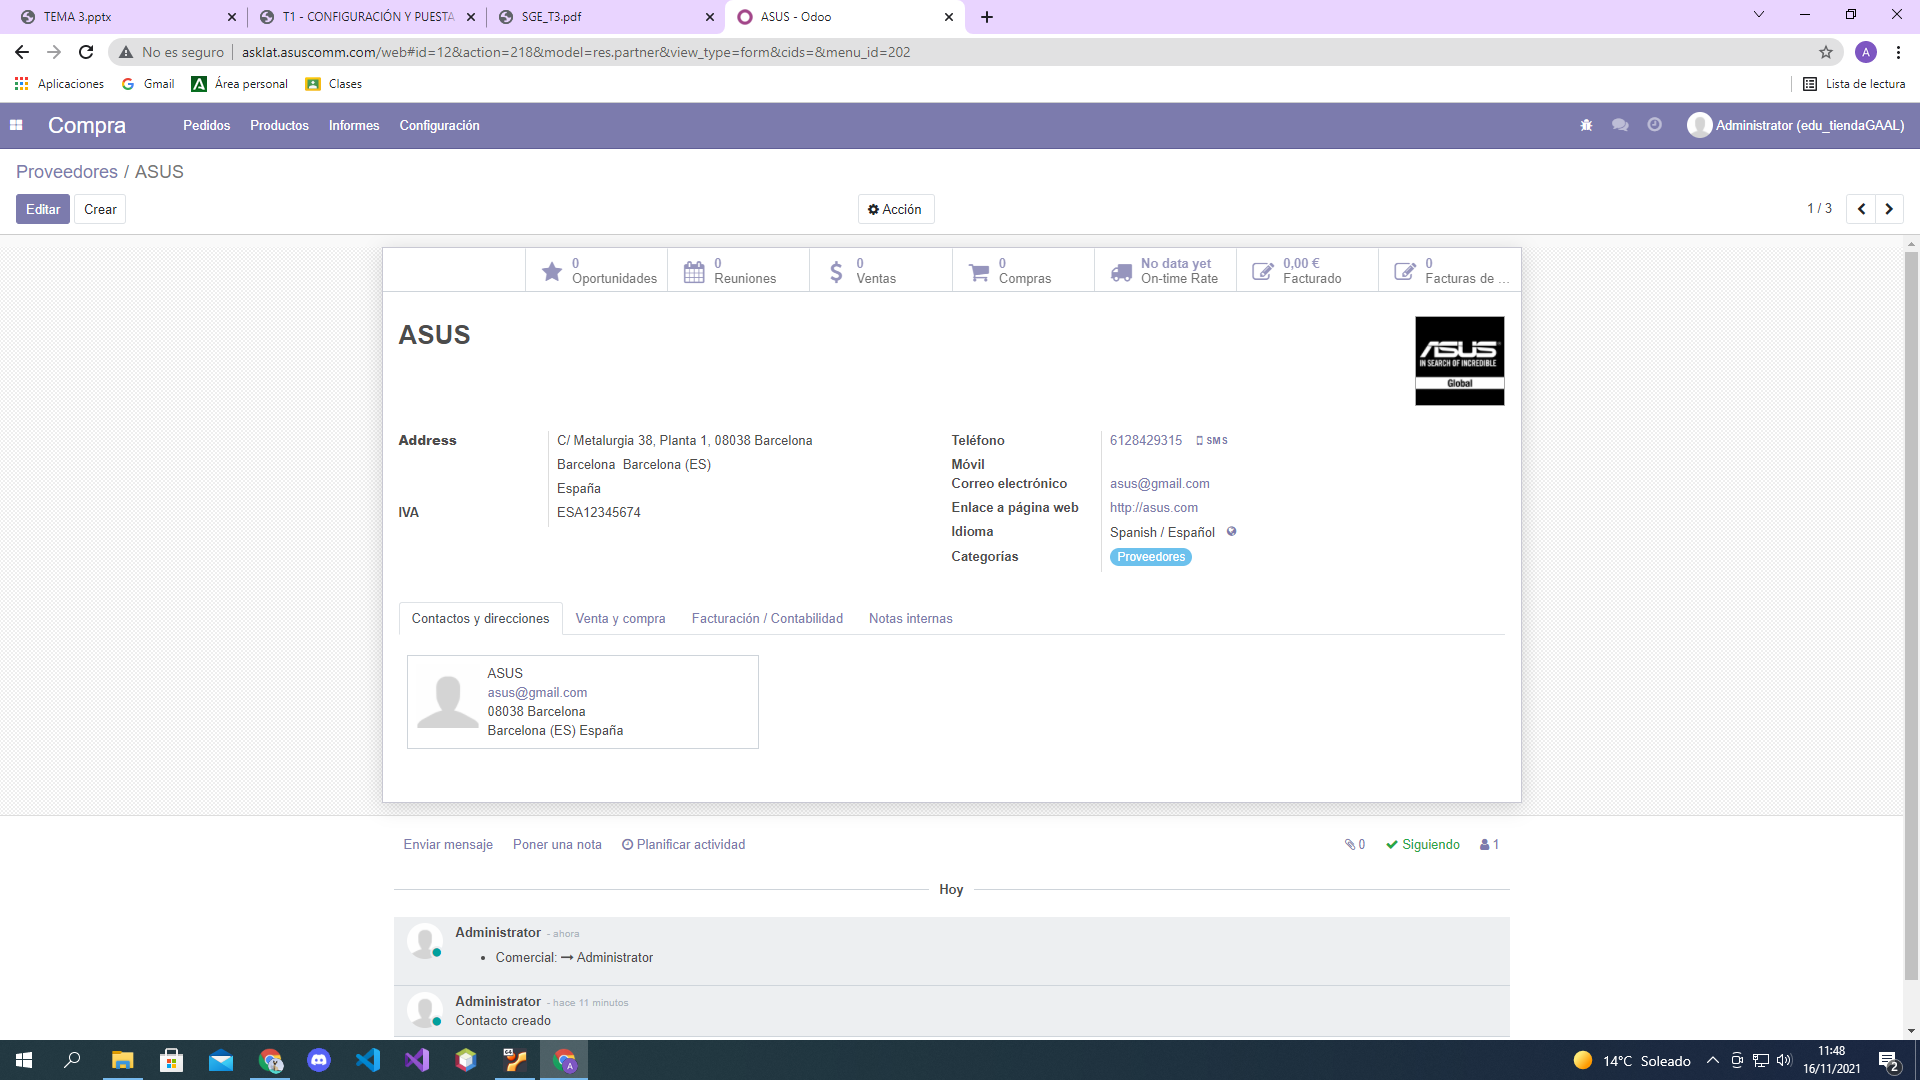 TEMA 3.pptx
T1 - CONFIGURACIÓN Y PUESTA
SGE_T3.pdf
ASUS - Odoo
No es seguro
asklat.asuscomm.com/web#id=12&action=218&model=res.partner&view_type=form&cids=&menu_id=202
A
Aplicaciones
Gmail
Área personal
Clases
Lista de lectura
Compra
Pedidos
Productos
Informes
Configuración
Administrator (edu_tiendaGAAL)
Proveedores / ASUS
Editar
Crear
Acción
1 / 3
0
Oportunidades
0
Reuniones
0
Ventas
0
Compras
No data yet
On-time Rate
0,00 €
Facturado
0
Facturas de ...
ASUS
ASUS
IN SEARCH OF INCREDIBLE
Global
Address
C/ Metalurgia 38, Planta 1, 08038 Barcelona
Barcelona Barcelona (ES)
España
IVA
ESA12345674
Teléfono
6128429315
SMS
Móvil
Correo electrónico
asus@gmail.com
Enlace a página web
http://asus.com
Idioma
Spanish / Español
Categorías
Proveedores
Contactos y direcciones
Venta y compra
Facturación / Contabilidad
Notas internas
ASUS
asus@gmail.com
08038 Barcelona
Barcelona (ES) España
Enviar mensaje
Poner una nota
Planificar actividad
0
Siguiendo
1
Hoy
Administrator - ahora
• Comercial: → Administrator
Administrator - hace 11 minutos
Contacto creado
14°C Soleado
11:48
16/11/2021
2